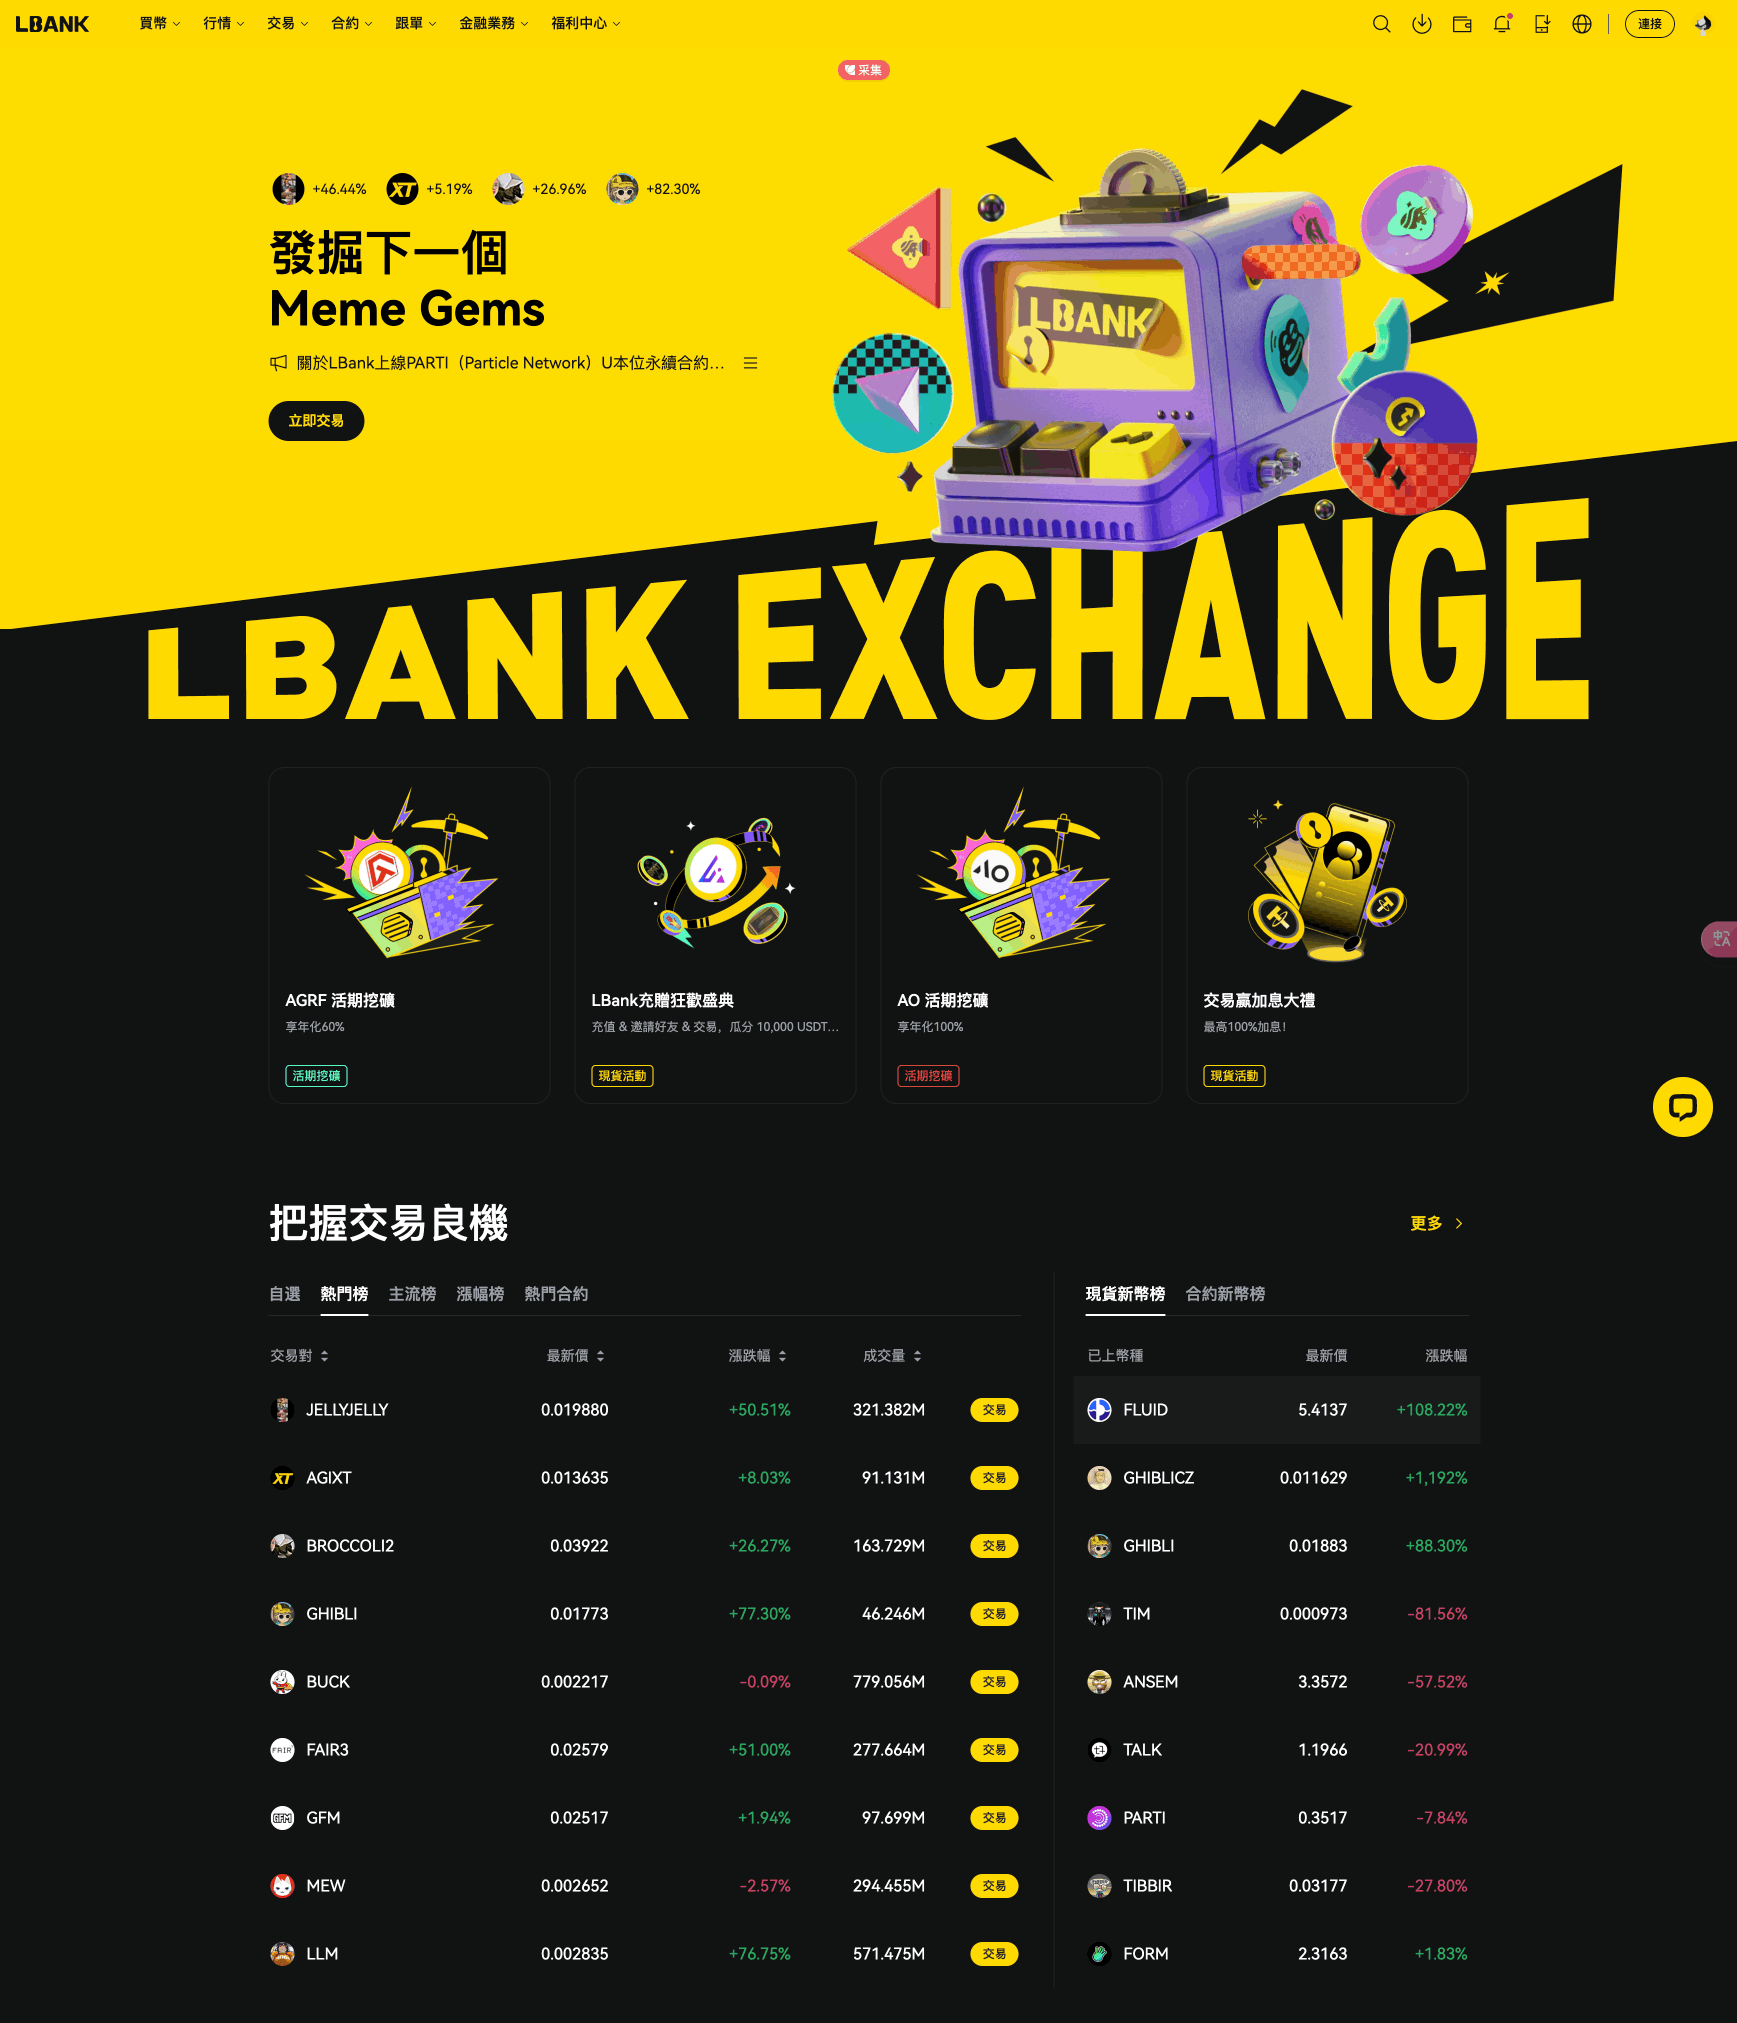 LBANK 買幣 行情 交易 合約 跟單 金融業務 福利中心 連接
采集
+46.44% XT +5.19% +26.96% +82.30%
發掘下一個
Meme Gems
關於LBank上線PARTI（Particle Network）U本位永續合約...
立即交易
LBANK
LBANK EXCHANGE
AO
AGRF 活期挖礦
享年化60%
活期挖礦
LBank充贈狂歡盛典
充值 & 邀請好友 & 交易，瓜分 10,000 USDT...
現貨活動
AO 活期挖礦
享年化100%
活期挖礦
交易贏加息大禮
最高100%加息！
現貨活動
把握交易良機
更多
自選 熱門榜 主流榜 漲幅榜 熱門合約
交易對 最新價 漲跌幅 成交量
JELLYJELLY 0.019880 +50.51% 321.382M 交易
XT AGIXT 0.013635 +8.03% 91.131M 交易
BROCCOLI2 0.03922 +26.27% 163.729M 交易
GHIBLI 0.01773 +77.30% 46.246M 交易
BUCK 0.002217 -0.09% 779.056M 交易
FAIR FAIR3 0.02579 +51.00% 277.664M 交易
GFM GFM 0.02517 +1.94% 97.699M 交易
MEW 0.002652 -2.57% 294.455M 交易
LLM 0.002835 +76.75% 571.475M 交易
現貨新幣榜 合約新幣榜
已上幣種 最新價 漲跌幅
FLUID 5.4137 +108.22%
GHIBLICZ 0.011629 +1,192%
GHIBLI 0.01883 +88.30%
TIM 0.000973 -81.56%
ANSEM 3.3572 -57.52%
TALK 1.1966 -20.99%
PARTI 0.3517 -7.84%
TIBBIR 0.03177 -27.80%
FORM 2.3163 +1.83%